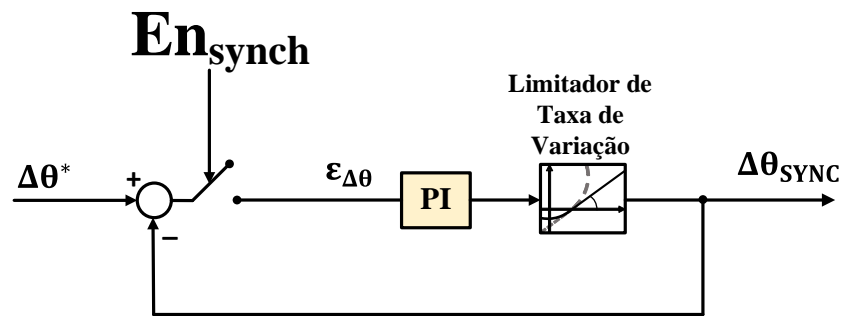 En_synch
Limitador de
Taxa de
Variação
Δθ*
+
ε_Δθ
PI
Δθ_SYNC
−